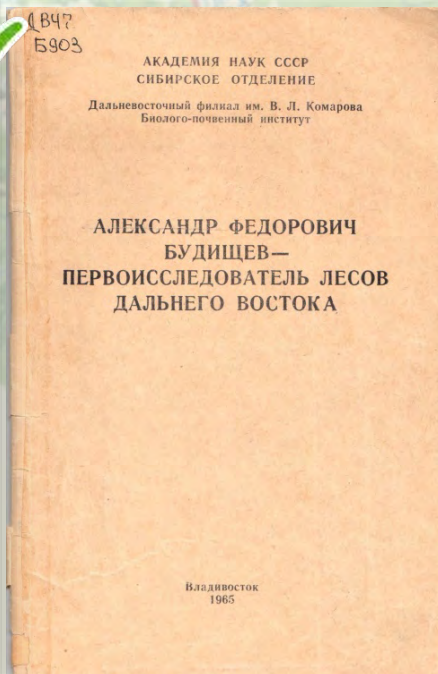 ДВ47
Б903
АКАДЕМИЯ НАУК СССР
СИБИРСКОЕ ОТДЕЛЕНИЕ
Дальневосточный филиал им. В. Л. Комарова
Биолого-почвенный институт
АЛЕКСАНДР ФЕДОРОВИЧ
БУДИЩЕВ—
ПЕРВОИССЛЕДОВАТЕЛЬ ЛЕСОВ
ДАЛЬНЕГО ВОСТОКА
Владивосток
1965